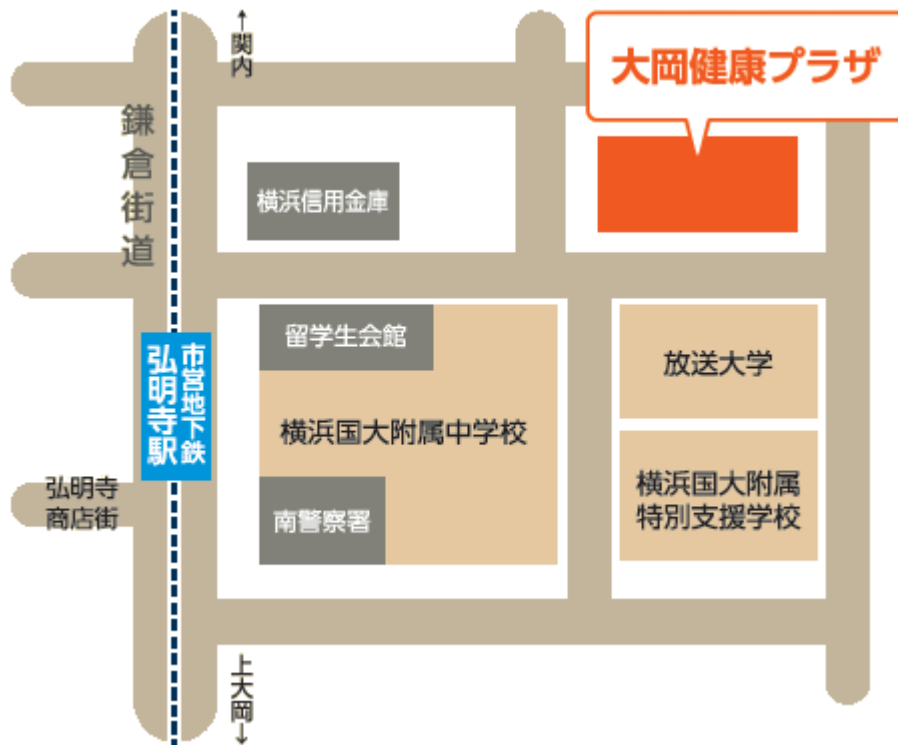 ↑関内
大岡健康プラザ
鎌倉街道
横浜信用金庫
留学生会館
放送大学
市営地下鉄
弘明寺駅
横浜国大附属中学校
弘明寺
商店街
南警察署
横浜国大附属
特別支援学校
上大岡↓